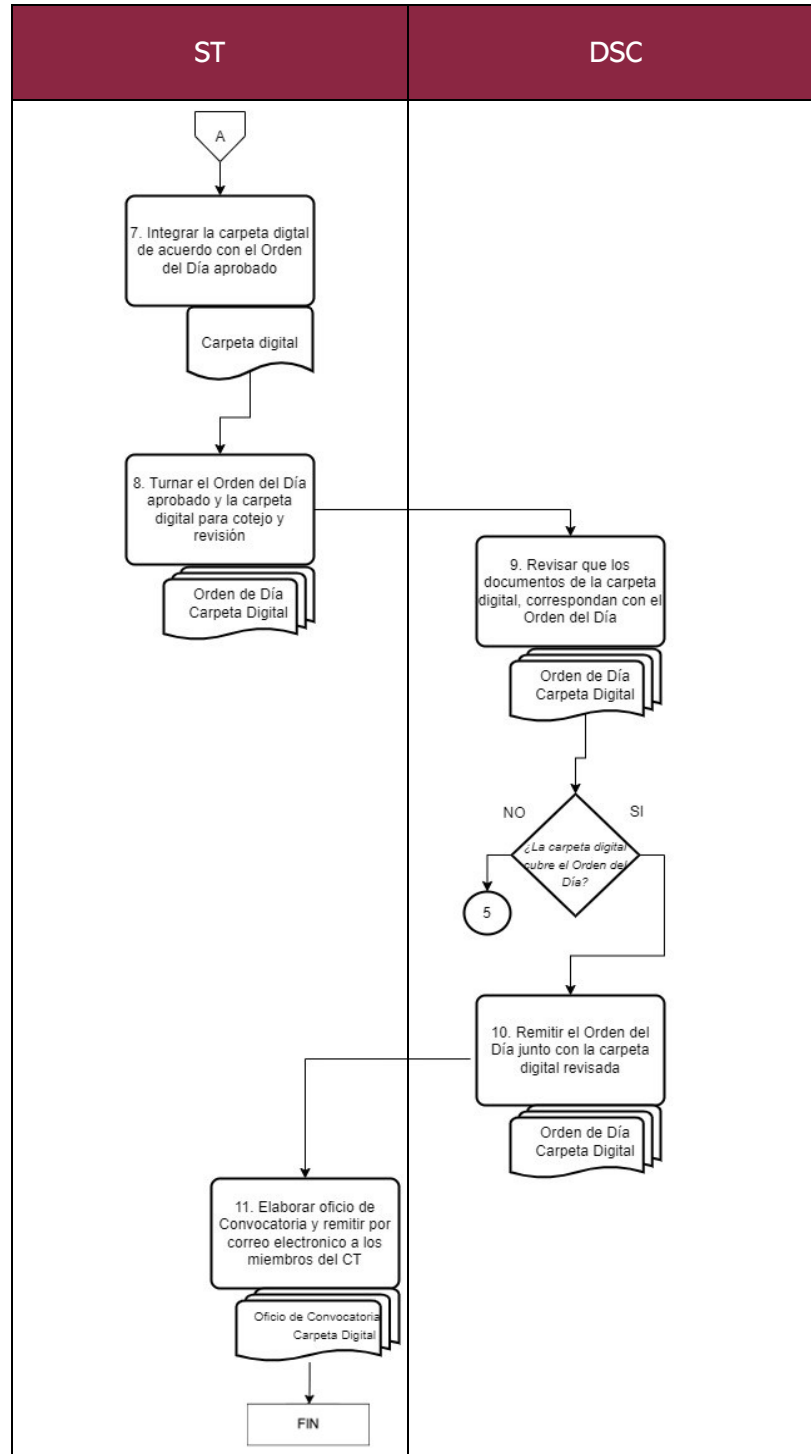 ST
DSC
A
7. Integrar la carpeta digtal
de acuerdo con el Orden
del Día aprobado
Carpeta digital
8. Turnar el Orden del Día
aprobado y la carpeta
digital para cotejo y
revisión
Orden de Día
Carpeta Digital
9. Revisar que los
documentos de la carpeta
digital, correspondan con el
Orden del Día
Orden de Día
Carpeta Digital
NO
SI
¿La carpeta digital
cubre el Orden del
Día?
5
10. Remitir el Orden del
Día junto con la carpeta
digital revisada
Orden de Día
Carpeta Digital
11. Elaborar oficio de
Convocatoria y remitir por
correo electronico a los
miembros del CT
Oficio de Convocatoria
Carpeta Digital
FIN